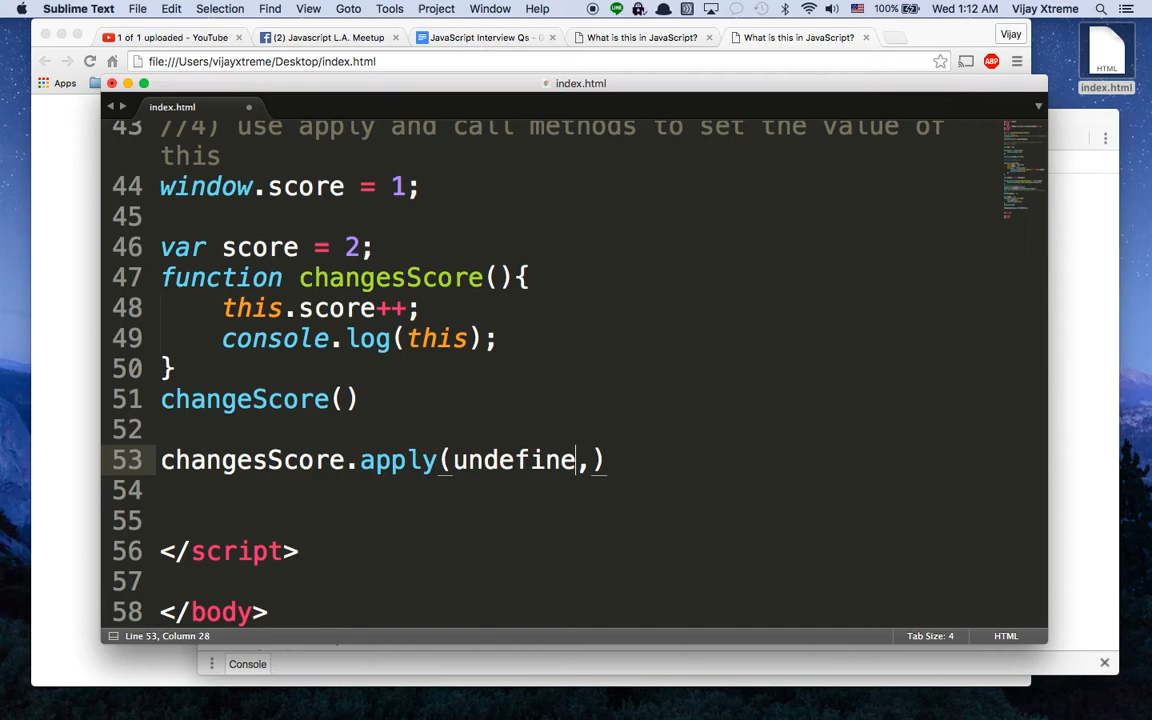 Sublime Text File Edit Selection Find View Goto Tools Project Window Help 100% Wed 1:12 AM Vijay Xtreme
1 of 1 uploaded - YouTube (2) Javascript L.A. Meetup JavaScript Interview Qs - G What is this in JavaScript? What is this in JavaScript? Vijay
file:///Users/vijayxtreme/Desktop/index.html ABP
Apps
HTML
index.html
index.html
index.html
43 //4) use apply and call methods to set the value of
this
44 window.score = 1;
45
46 var score = 2;
47 function changesScore(){
48 this.score++;
49 console.log(this);
50 }
51 changeScore()
52
53 changesScore.apply(undefine,)
54
55
56 </script>
57
58 </body>
Line 53, Column 28 Tab Size: 4 HTML
Console